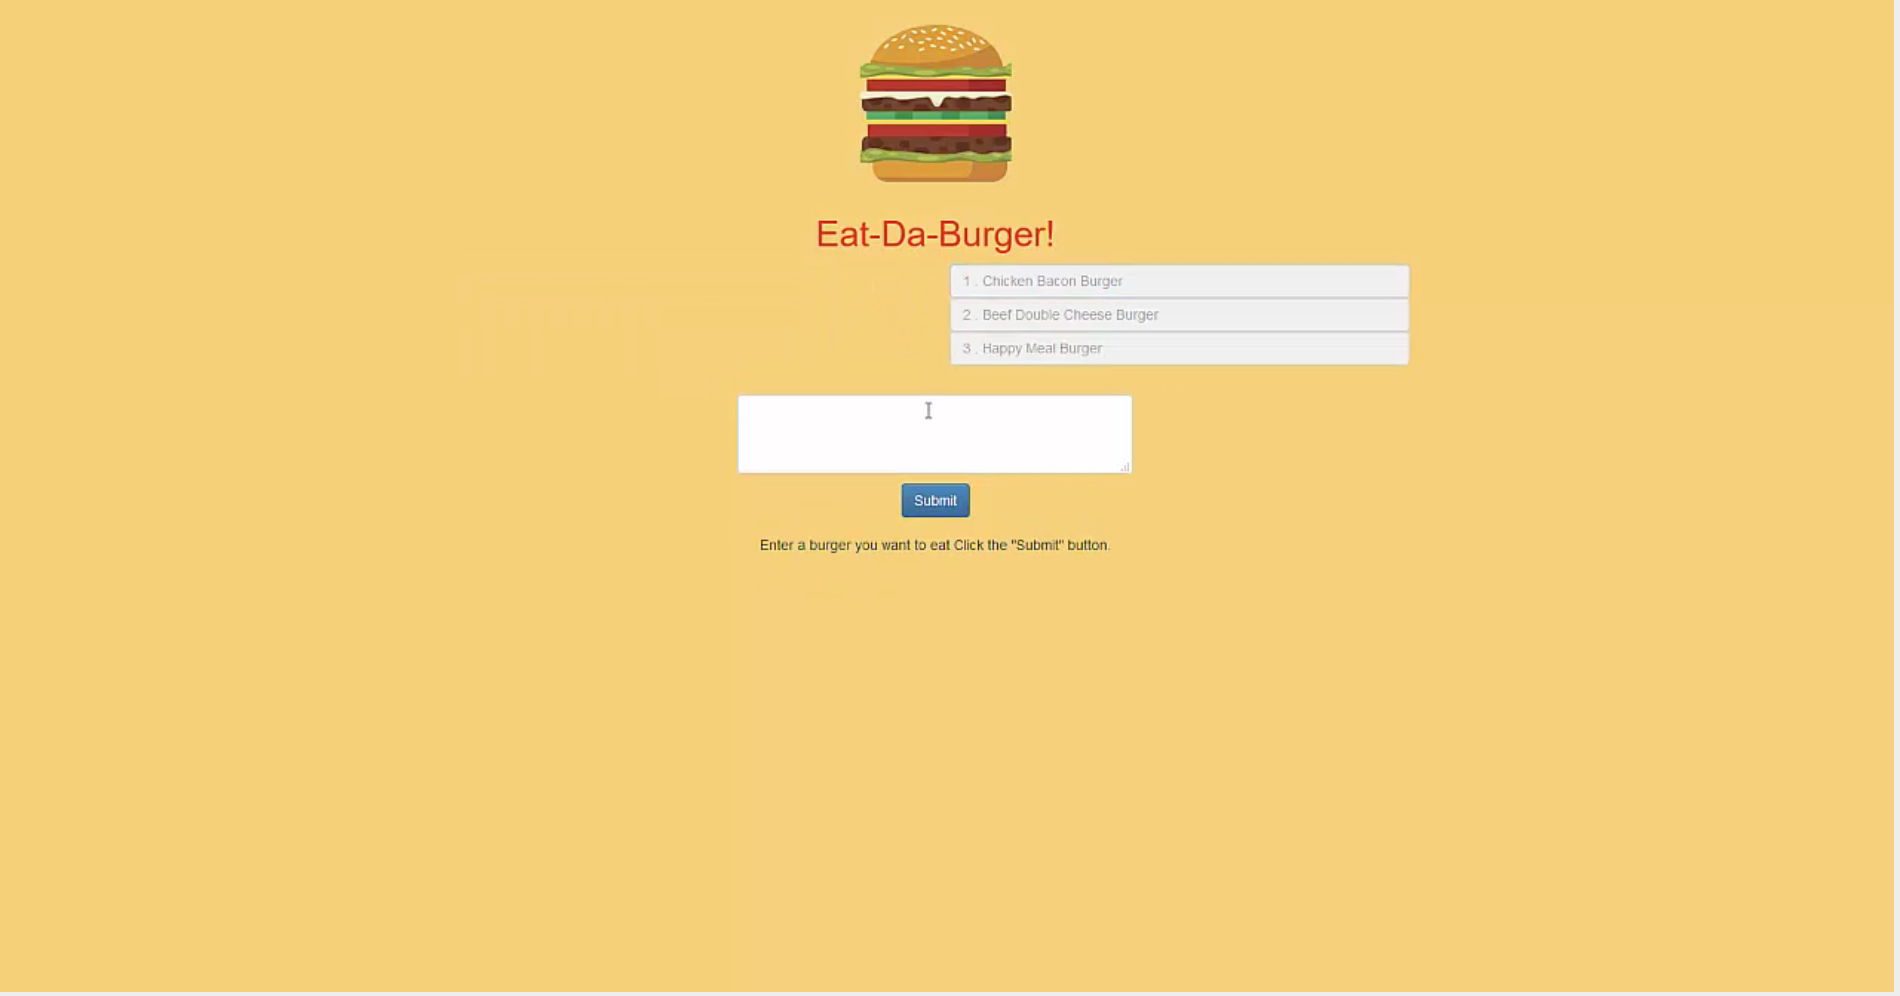 Eat-Da-Burger!
1 . Chicken Bacon Burger
2 . Beef Double Cheese Burger
3 . Happy Meal Burger
Submit
Enter a burger you want to eat Click the "Submit" button.